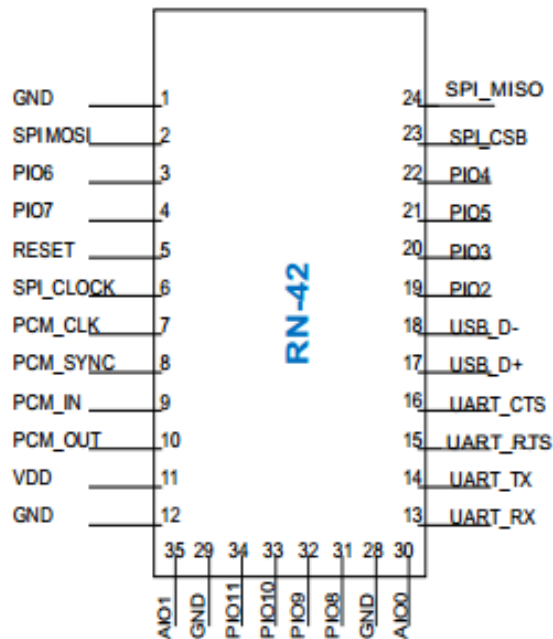 GND 1 24 SPI_MISO
SPIMOSI 2 23 SPI_CSB
PIO6 3 22 PIO4
PIO7 4 21 PIO5
RESET 5 20 PIO3
SPI_CLOCK 6 19 PIO2
PCM_CLK 7 18 USB_D-
PCM_SYNC 8 17 USB_D+
PCM_IN 9 16 UART_CTS
PCM_OUT 10 15 UART_RTS
VDD 11 14 UART_TX
GND 12 13 UART_RX
RN-42
35 29 34 33 32 31 28 30
AIO1 GND PIO11 PIO10 PIO9 PIO8 GND AIO0